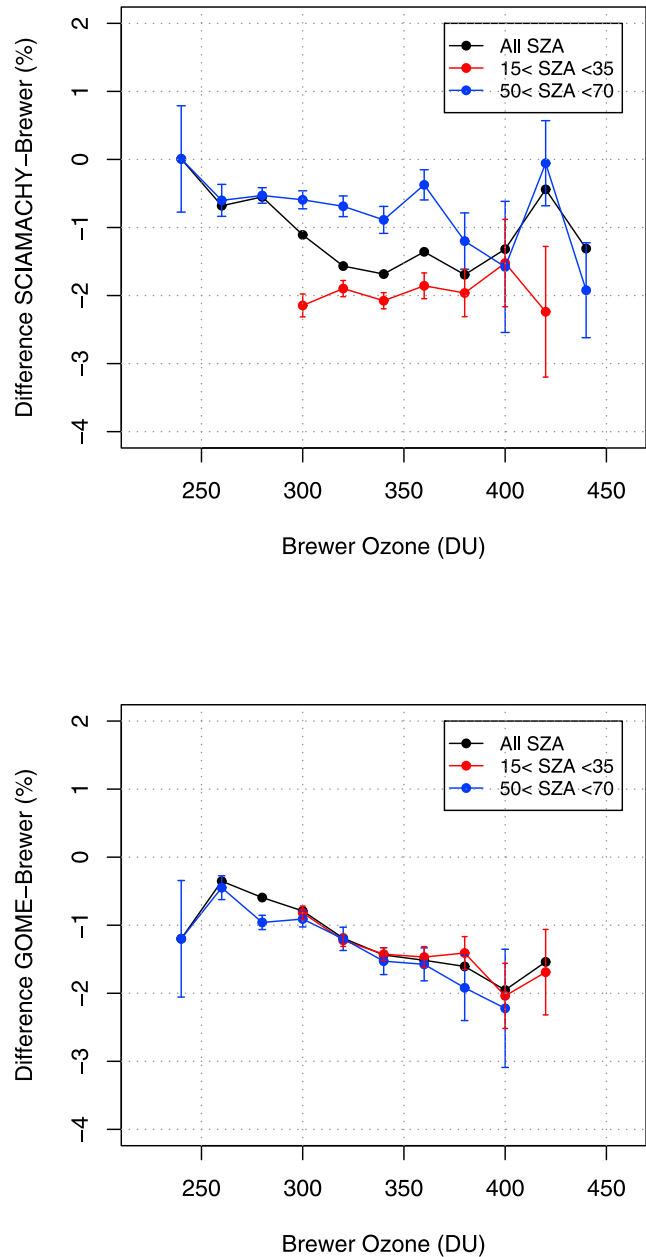 Difference SCIAMACHY−Brewer (%)
2
1
0
−1
−2
−3
−4
All SZA
15< SZA <35
50< SZA <70
250 300 350 400 450
Brewer Ozone (DU)
Difference GOME−Brewer (%)
2
1
0
−1
−2
−3
−4
All SZA
15< SZA <35
50< SZA <70
250 300 350 400 450
Brewer Ozone (DU)